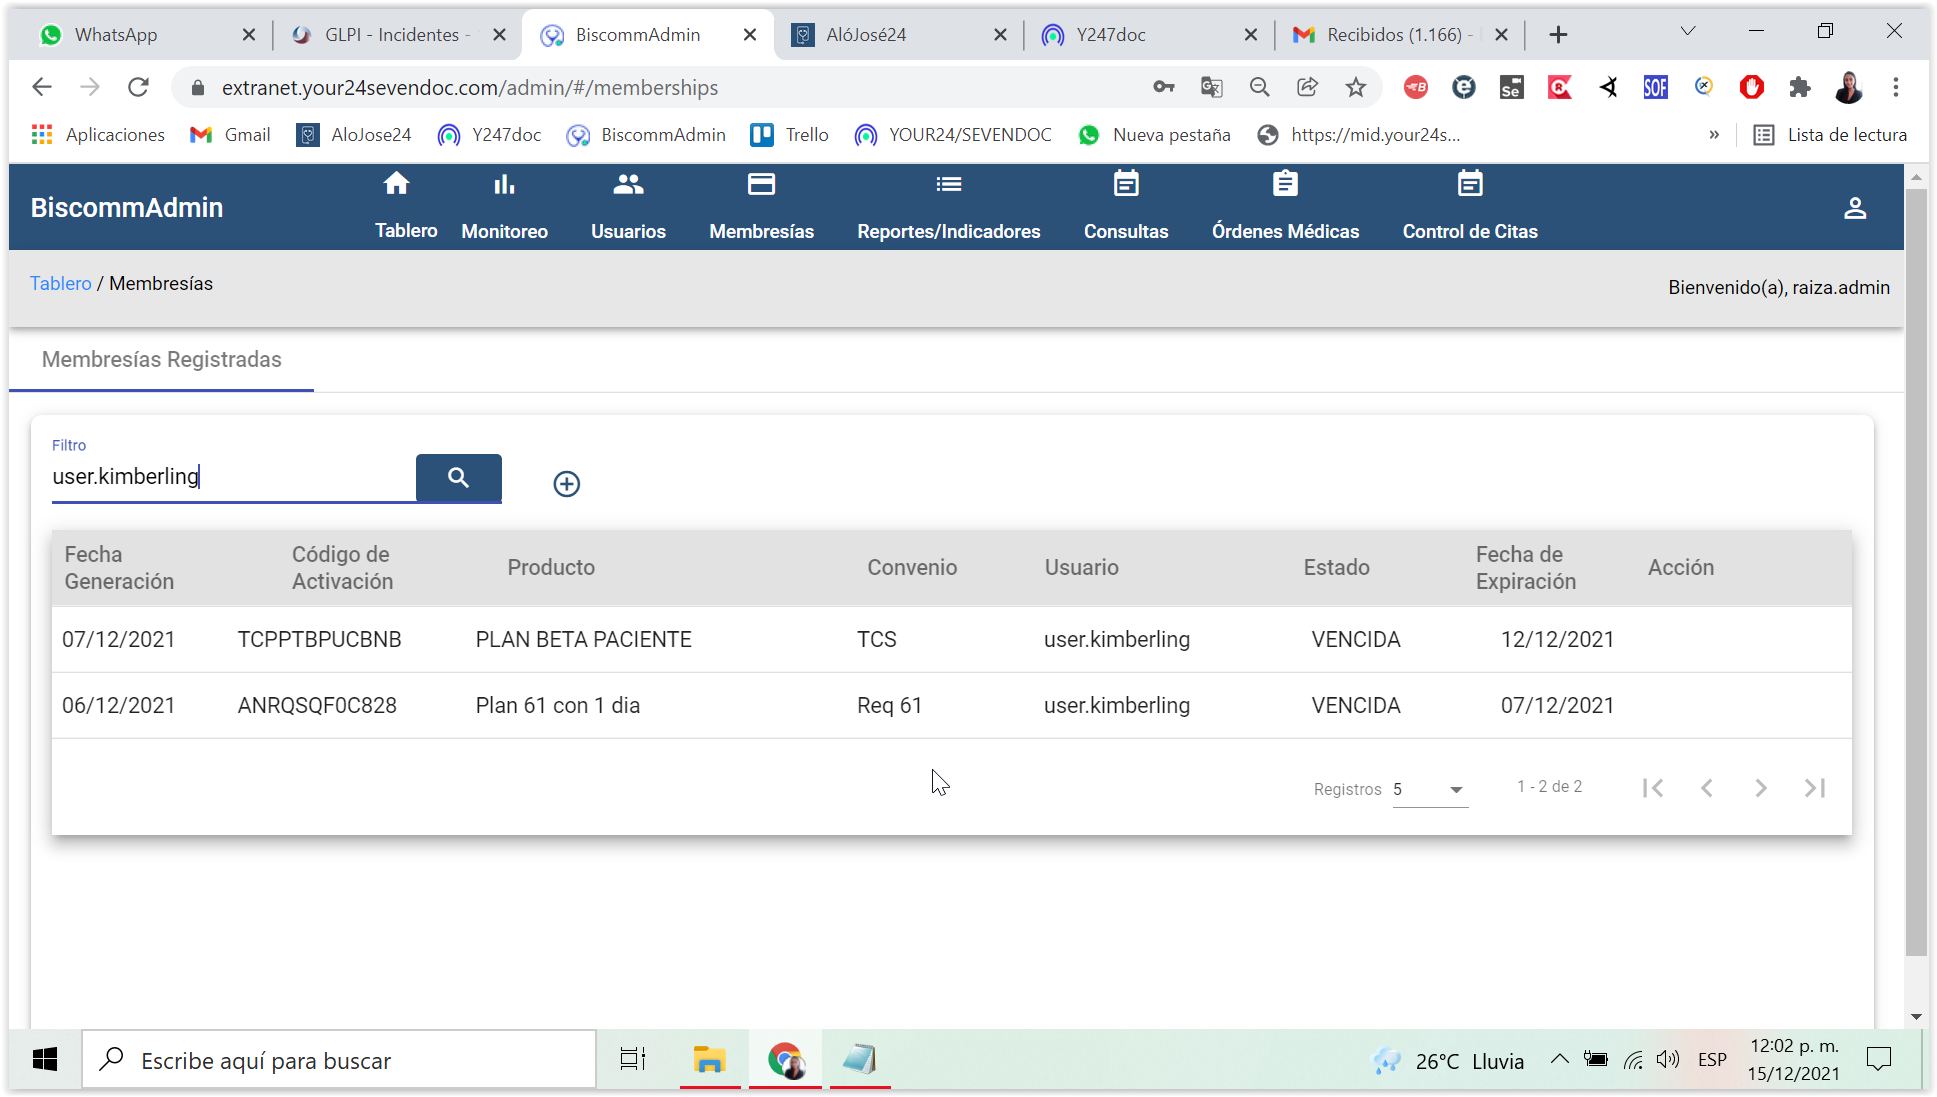 WhatsApp
GLPI - Incidentes -
BiscommAdmin
AlóJosé24
Y247doc
Recibidos (1.166) -
extranet.your24sevendoc.com/admin/#/memberships
Se
SOF
Aplicaciones
Gmail
AloJose24
Y247doc
BiscommAdmin
Trello
YOUR24/SEVENDOC
Nueva pestaña
https://mid.your24s...
»
Lista de lectura
BiscommAdmin
Tablero
Monitoreo
Usuarios
Membresías
Reportes/Indicadores
Consultas
Órdenes Médicas
Control de Citas
Tablero / Membresías
Bienvenido(a), raiza.admin
Membresías Registradas
Filtro
user.kimberling
Fecha Generación Código de Activación Producto Convenio Usuario Estado Fecha de Expiración Acción
07/12/2021 TCPPTBPUCBNB PLAN BETA PACIENTE TCS user.kimberling VENCIDA 12/12/2021
06/12/2021 ANRQSQF0C828 Plan 61 con 1 dia Req 61 user.kimberling VENCIDA 07/12/2021
Registros 5 1 - 2 de 2
Escribe aquí para buscar
26°C Lluvia
ESP
12:02 p. m.
15/12/2021